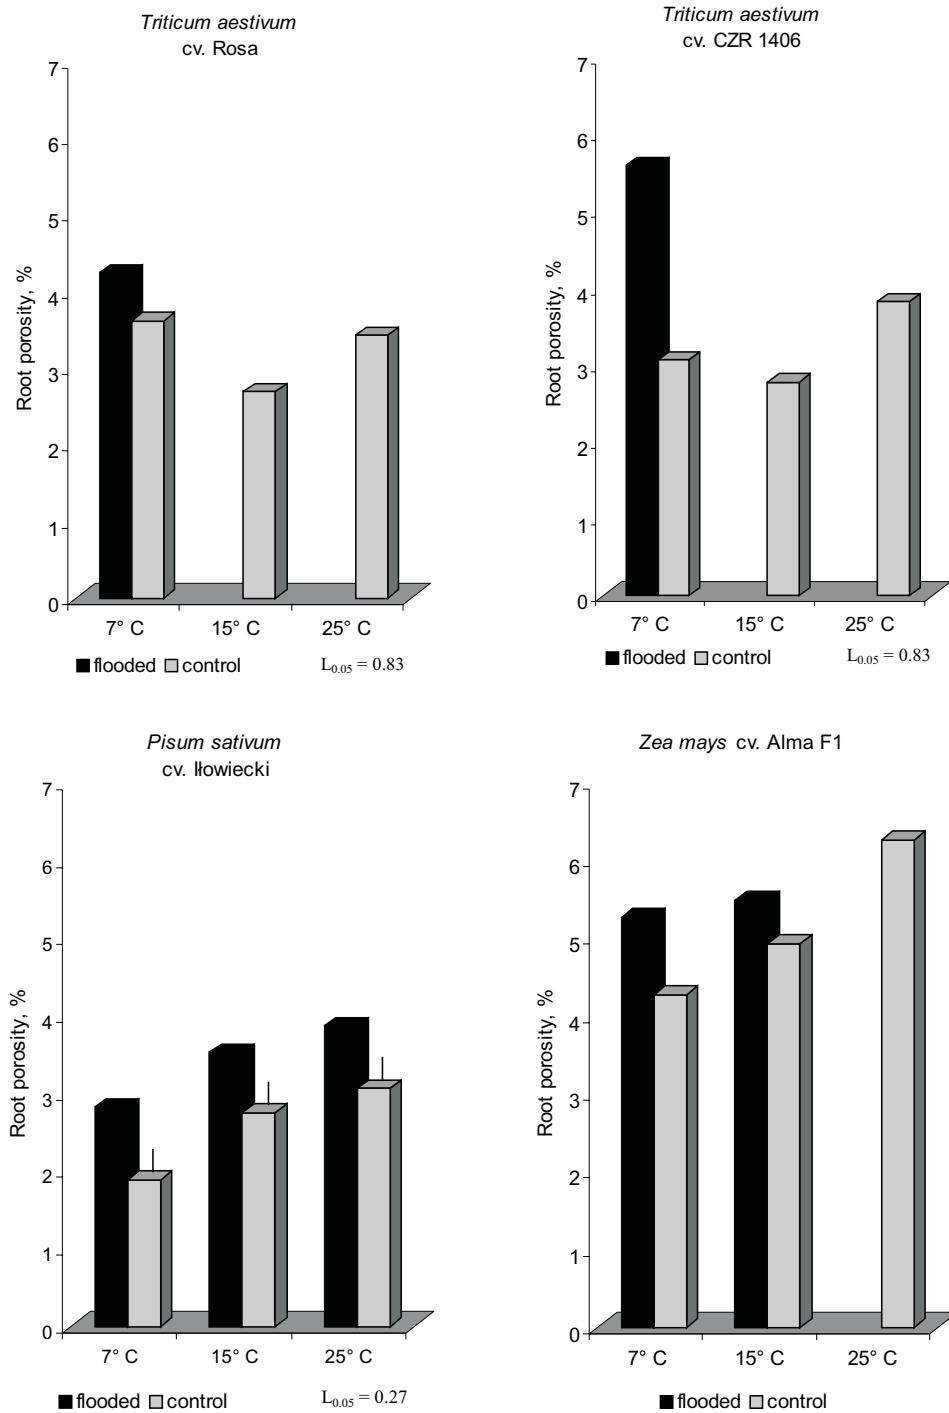 Triticum aestivum
cv. Rosa
7
6
5
4
3
2
1
0
Root porosity, %
7° C 15° C 25° C
flooded control L0.05 = 0.83
Triticum aestivum
cv. CZR 1406
7
6
5
4
3
2
1
0
Root porosity, %
7° C 15° C 25° C
flooded control L0.05 = 0.83
Pisum sativum
cv. Iłowiecki
7
6
5
4
3
2
1
0
Root porosity, %
7° C 15° C 25° C
flooded control L0.05 = 0.27
Zea mays cv. Alma F1
7
6
5
4
3
2
1
0
Root porosity, %
7° C 15° C 25° C
flooded control